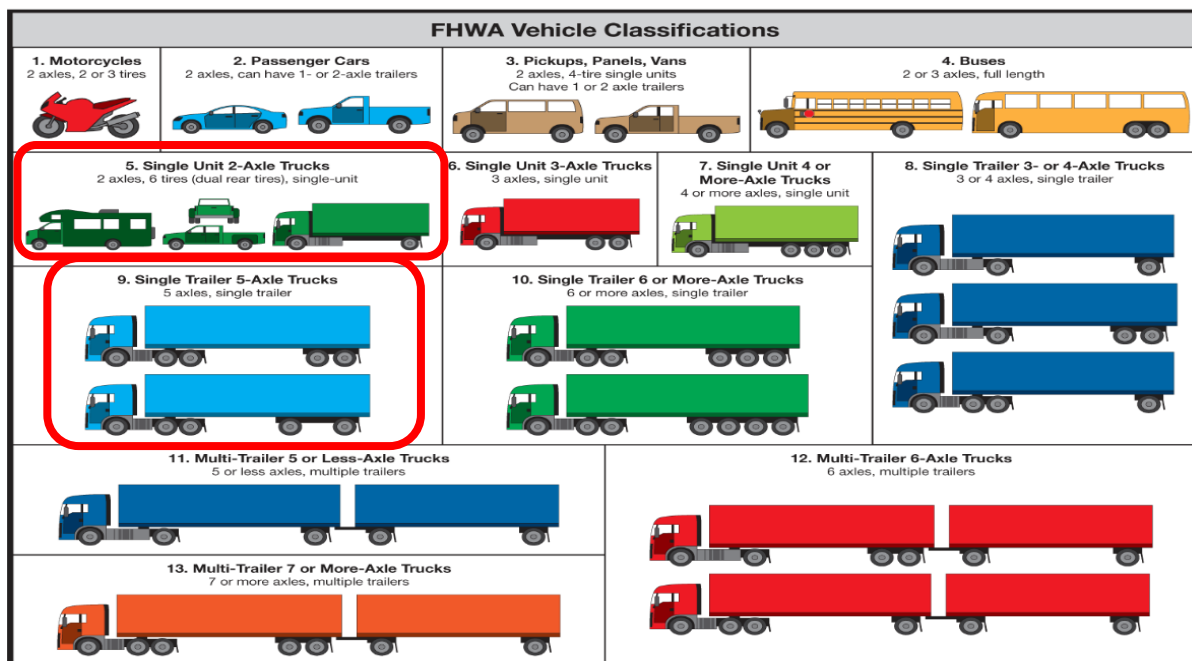 FHWA Vehicle Classifications
1. Motorcycles
2 axles, 2 or 3 tires
2. Passenger Cars
2 axles, can have 1- or 2-axle trailers
3. Pickups, Panels, Vans
2 axles, 4-tire single units
Can have 1 or 2 axle trailers
4. Buses
2 or 3 axles, full length
5. Single Unit 2-Axle Trucks
2 axles, 6 tires (dual rear tires), single-unit
6. Single Unit 3-Axle Trucks
3 axles, single unit
7. Single Unit 4 or
More-Axle Trucks
4 or more axles, single unit
8. Single Trailer 3- or 4-Axle Trucks
3 or 4 axles, single trailer
9. Single Trailer 5-Axle Trucks
5 axles, single trailer
10. Single Trailer 6 or More-Axle Trucks
6 or more axles, single trailer
11. Multi-Trailer 5 or Less-Axle Trucks
5 or less axles, multiple trailers
12. Multi-Trailer 6-Axle Trucks
6 axles, multiple trailers
13. Multi-Trailer 7 or More-Axle Trucks
7 or more axles, multiple trailers